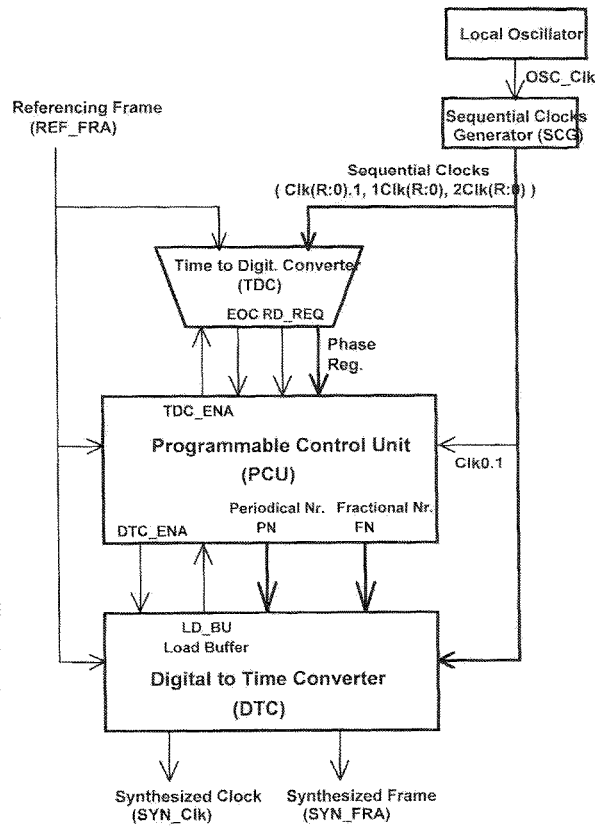 Local Oscillator
OSC_Clk
Referencing Frame
(REF_FRA)
Sequential Clocks
Generator (SCG)
Sequential Clocks
( Clk(R:0).1, 1Clk(R:0), 2Clk(R:0) )
Time to Digit. Converter
(TDC)
EOC RD_REQ
Phase
Reg.
TDC_ENA
Programmable Control Unit
(PCU)
Clk0.1
Periodical Nr. Fractional Nr.
DTC_ENA PN FN
LD_BU
Load Buffer
Digital to Time Converter
(DTC)
Synthesized Clock Synthesized Frame
(SYN_Clk) (SYN_FRA)